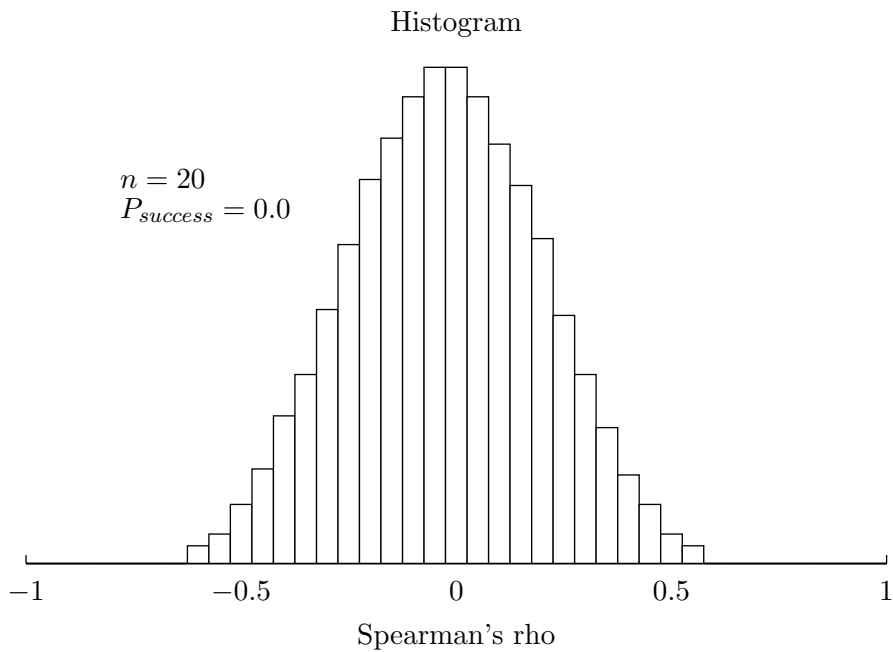 Histogram
n = 20
P_success = 0.0
−1 −0.5 0 0.5 1
Spearman's rho